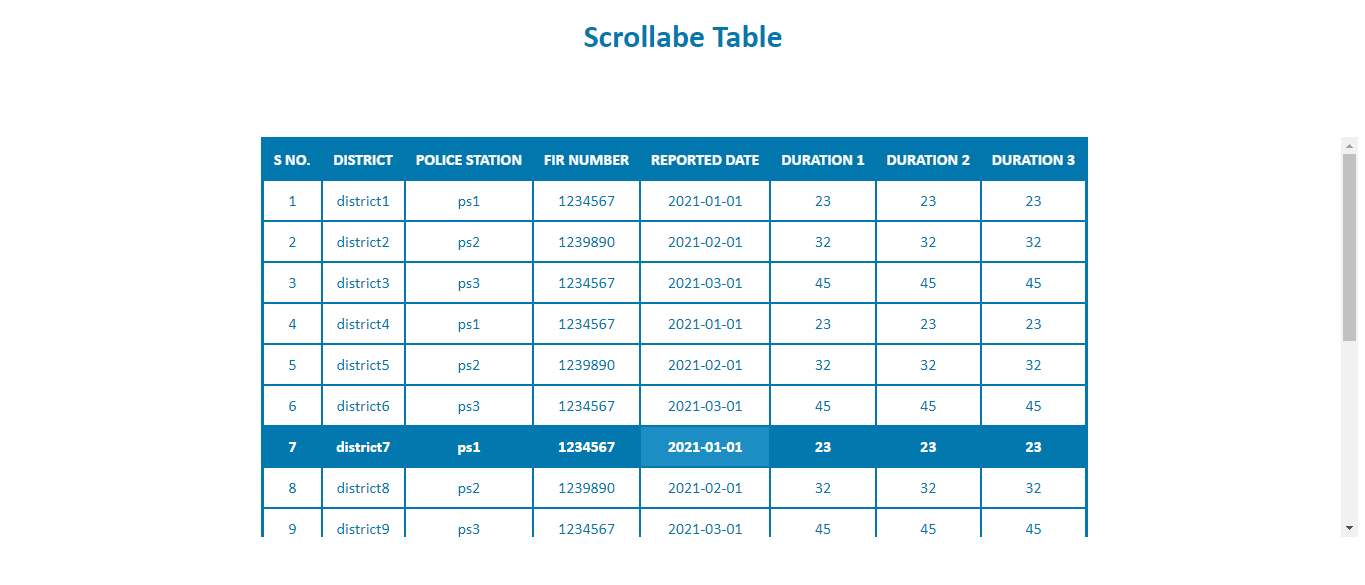 Scrollabe Table
S NO. DISTRICT POLICE STATION FIR NUMBER REPORTED DATE DURATION 1 DURATION 2 DURATION 3
1 district1 ps1 1234567 2021-01-01 23 23 23
2 district2 ps2 1239890 2021-02-01 32 32 32
3 district3 ps3 1234567 2021-03-01 45 45 45
4 district4 ps1 1234567 2021-01-01 23 23 23
5 district5 ps2 1239890 2021-02-01 32 32 32
6 district6 ps3 1234567 2021-03-01 45 45 45
7 district7 ps1 1234567 2021-01-01 23 23 23
8 district8 ps2 1239890 2021-02-01 32 32 32
9 district9 ps3 1234567 2021-03-01 45 45 45